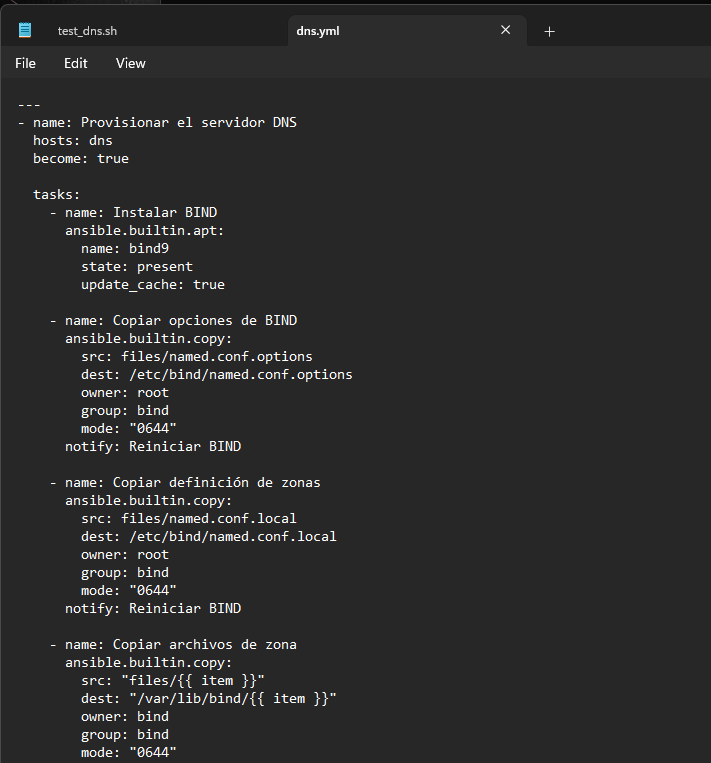 test_dns.sh
dns.yml
File Edit View
---
- name: Provisionar el servidor DNS
  hosts: dns
  become: true
  tasks:
    - name: Instalar BIND
      ansible.builtin.apt:
        name: bind9
        state: present
        update_cache: true
    - name: Copiar opciones de BIND
      ansible.builtin.copy:
        src: files/named.conf.options
        dest: /etc/bind/named.conf.options
        owner: root
        group: bind
        mode: "0644"
      notify: Reiniciar BIND
    - name: Copiar definición de zonas
      ansible.builtin.copy:
        src: files/named.conf.local
        dest: /etc/bind/named.conf.local
        owner: root
        group: bind
        mode: "0644"
      notify: Reiniciar BIND
    - name: Copiar archivos de zona
      ansible.builtin.copy:
        src: "files/{{ item }}"
        dest: "/var/lib/bind/{{ item }}"
        owner: bind
        group: bind
        mode: "0644"